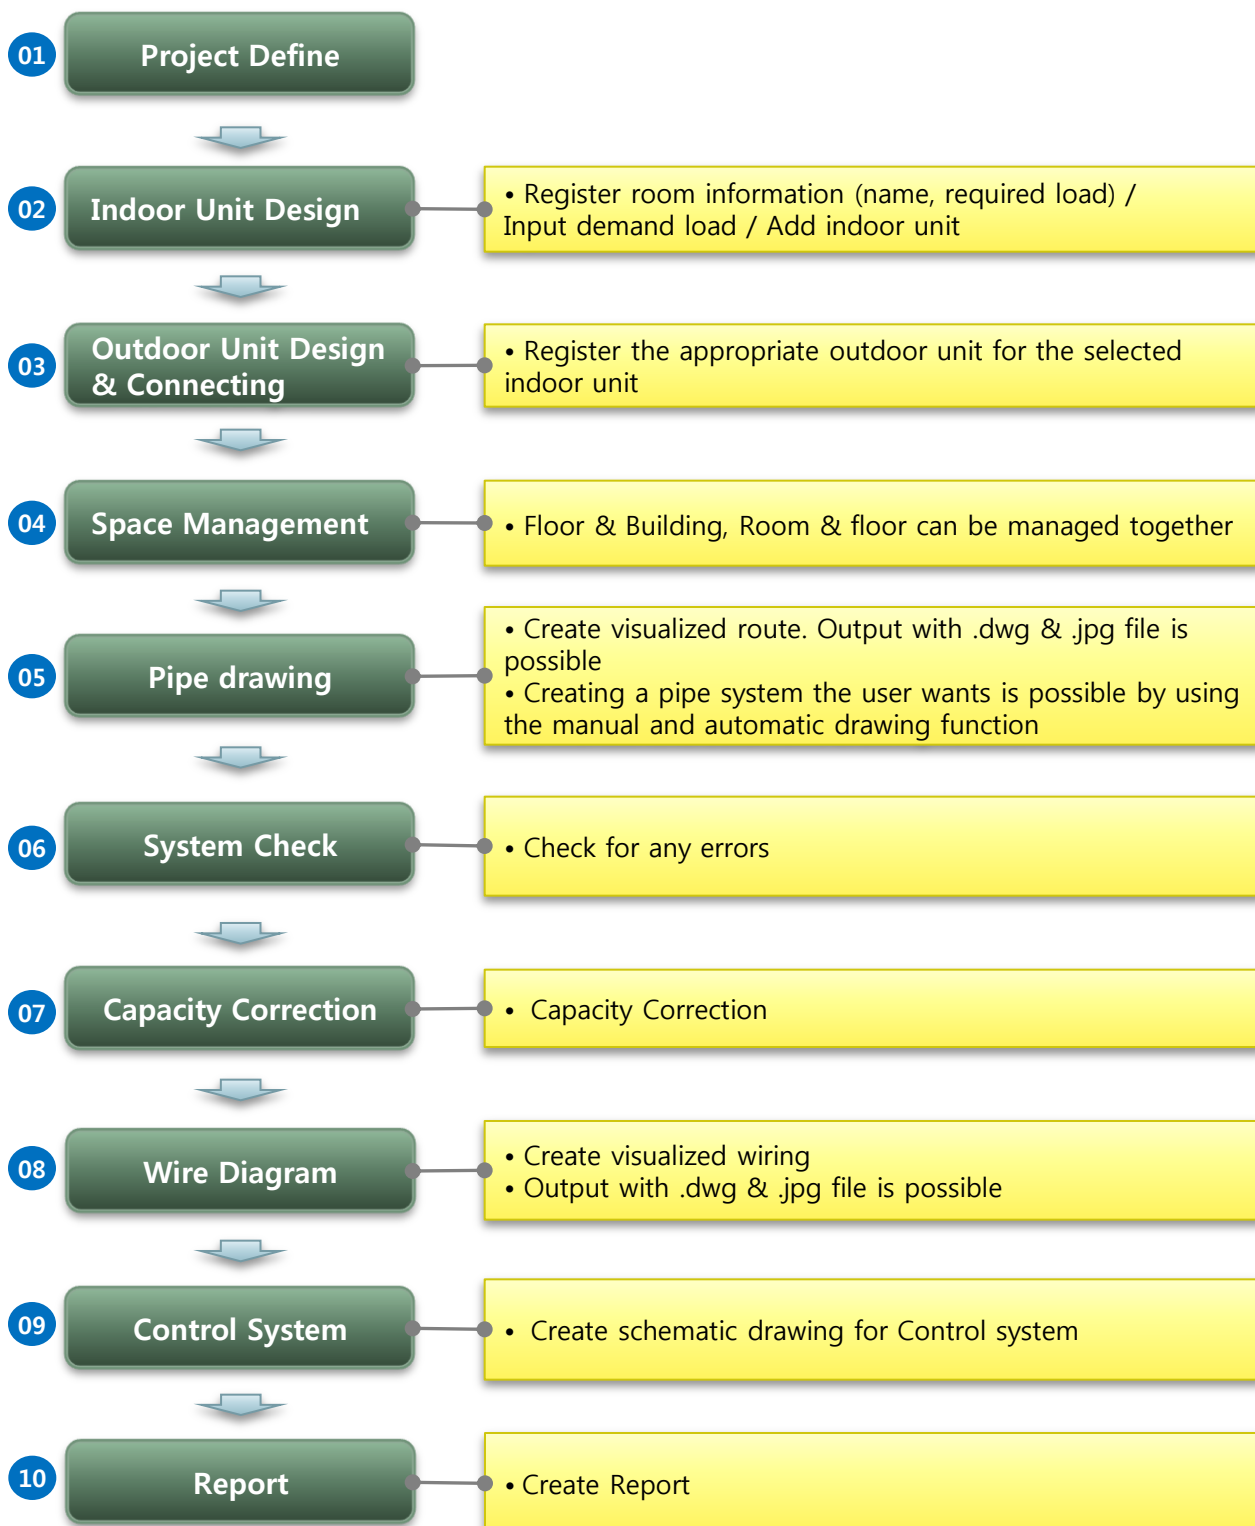 01
Project Define
02
Indoor Unit Design
• Register room information (name, required load) /
Input demand load / Add indoor unit
03
Outdoor Unit Design
& Connecting
• Register the appropriate outdoor unit for the selected
indoor unit
04
Space Management
• Floor & Building, Room & floor can be managed together
05
Pipe drawing
• Create visualized route. Output with .dwg & .jpg file is
possible
• Creating a pipe system the user wants is possible by using
the manual and automatic drawing function
06
System Check
• Check for any errors
07
Capacity Correction
• Capacity Correction
08
Wire Diagram
• Create visualized wiring
• Output with .dwg & .jpg file is possible
09
Control System
• Create schematic drawing for Control system
10
Report
• Create Report